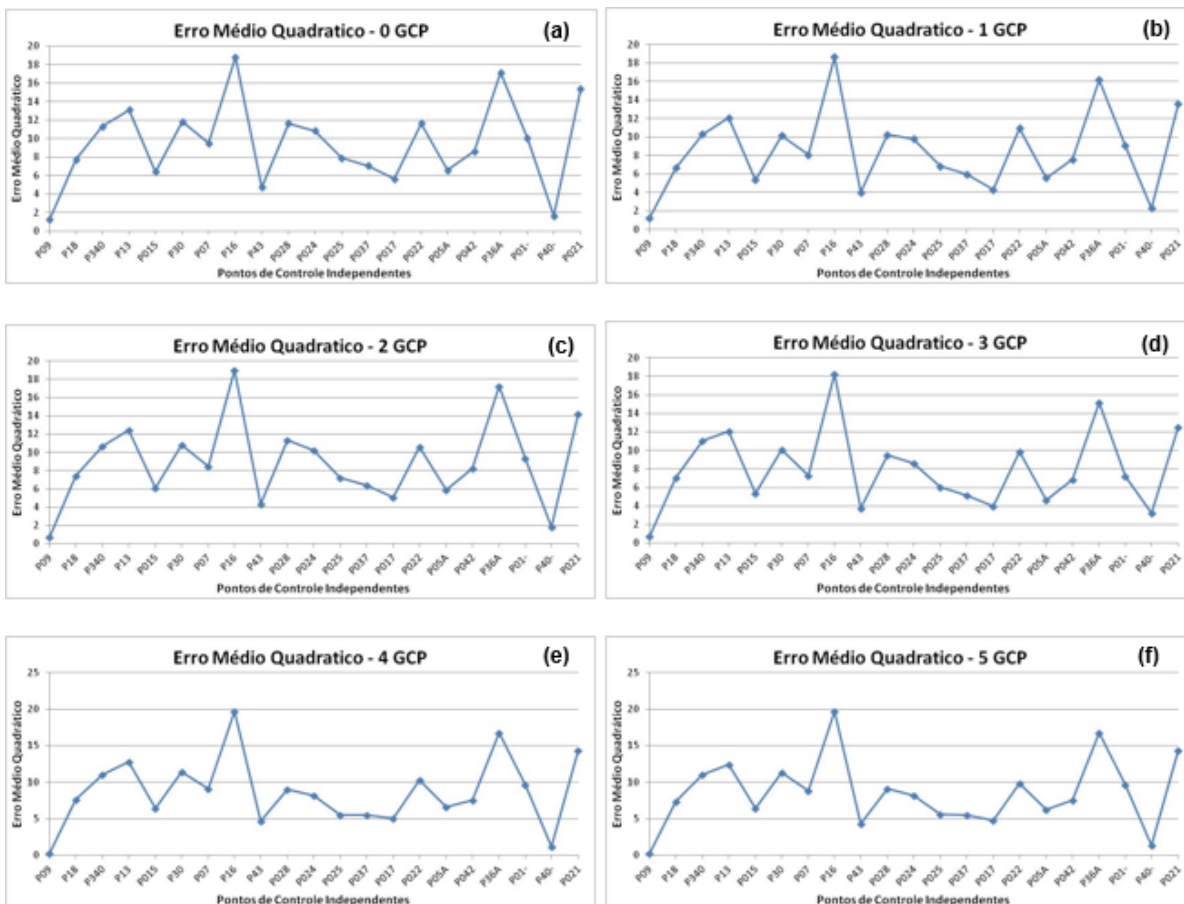 Erro Médio Quadratico - 0 GCP (a)
Erro Médio Quadrático
20
18
16
14
12
10
8
6
4
2
0
P09 P18 P340 P13 P015 P30 P07 P16 P43 P028 P024 P025 P037 P017 P022 P05A P042 P36A P01- P40- P021
Pontos de Controle Independentes
Erro Médio Quadratico - 1 GCP (b)
Erro Médio Quadrático
20
18
16
14
12
10
8
6
4
2
0
P09 P18 P340 P13 P015 P30 P07 P16 P43 P028 P024 P025 P037 P017 P022 P05A P042 P36A P01- P40- P021
Pontos de Controle Independentes
Erro Médio Quadratico - 2 GCP (c)
Erro Médio Quadrático
20
18
16
14
12
10
8
6
4
2
0
P09 P18 P340 P13 P015 P30 P07 P16 P43 P028 P024 P025 P037 P017 P022 P05A P042 P36A P01- P40- P021
Pontos de Controle Independentes
Erro Médio Quadratico - 3 GCP (d)
Erro Médio Quadrático
20
18
16
14
12
10
8
6
4
2
0
P09 P18 P340 P13 P015 P30 P07 P16 P43 P028 P024 P025 P037 P017 P022 P05A P042 P36A P01- P40- P021
Pontos de Controle Independentes
Erro Médio Quadratico - 4 GCP (e)
Erro Médio Quadrático
25
20
15
10
5
0
P09 P18 P340 P13 P015 P30 P07 P16 P43 P028 P024 P025 P037 P017 P022 P05A P042 P36A P01- P40- P021
Pontos de Controle Independentes
Erro Médio Quadratico - 5 GCP (f)
Erro Médio Quadrático
25
20
15
10
5
0
P09 P18 P340 P13 P015 P30 P07 P16 P43 P028 P024 P025 P037 P017 P022 P05A P042 P36A P01- P40- P021
Pontos de Controle Independentes